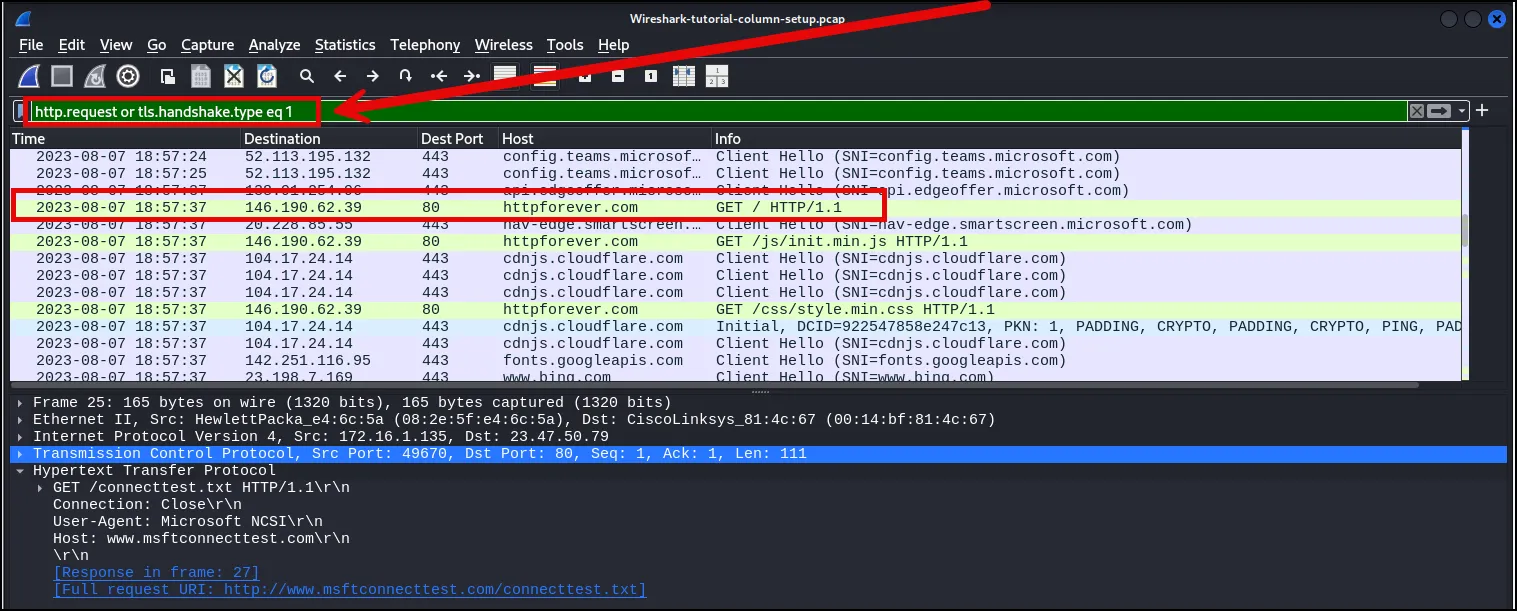 Wireshark-tutorial-column-setup.pcap
File Edit View Go Capture Analyze Statistics Telephony Wireless Tools Help
http.request or tls.handshake.type eq 1
Time Destination Dest Port Host Info
2023-08-07 18:57:24 52.113.195.132 443 config.teams.microsof… Client Hello (SNI=config.teams.microsoft.com)
2023-08-07 18:57:25 52.113.195.132 443 config.teams.microsof… Client Hello (SNI=config.teams.microsoft.com)
2023-08-07 18:57:37 443 api.edgeoffer.microso… Client Hello (SNI=api.edgeoffer.microsoft.com)
2023-08-07 18:57:37 146.190.62.39 80 httpforever.com GET / HTTP/1.1
2023-08-07 18:57:37 20.228.85.55 443 nav-edge.smartscreen.… Client Hello (SNI=nav-edge.smartscreen.microsoft.com)
2023-08-07 18:57:37 146.190.62.39 80 httpforever.com GET /js/init.min.js HTTP/1.1
2023-08-07 18:57:37 104.17.24.14 443 cdnjs.cloudflare.com Client Hello (SNI=cdnjs.cloudflare.com)
2023-08-07 18:57:37 104.17.24.14 443 cdnjs.cloudflare.com Client Hello (SNI=cdnjs.cloudflare.com)
2023-08-07 18:57:37 104.17.24.14 443 cdnjs.cloudflare.com Client Hello (SNI=cdnjs.cloudflare.com)
2023-08-07 18:57:37 146.190.62.39 80 httpforever.com GET /css/style.min.css HTTP/1.1
2023-08-07 18:57:37 104.17.24.14 443 cdnjs.cloudflare.com Initial, DCID=922547858e247c13, PKN: 1, PADDING, CRYPTO, PADDING, CRYPTO, PING, PAD
2023-08-07 18:57:37 104.17.24.14 443 cdnjs.cloudflare.com Client Hello (SNI=cdnjs.cloudflare.com)
2023-08-07 18:57:37 142.251.116.95 443 fonts.googleapis.com Client Hello (SNI=fonts.googleapis.com)
2023-08-07 18:57:37 23.198.7.169 443 www.bing.com Client Hello (SNI=www.bing.com)
Frame 25: 165 bytes on wire (1320 bits), 165 bytes captured (1320 bits)
Ethernet II, Src: HewlettPacka_e4:6c:5a (08:2e:5f:e4:6c:5a), Dst: CiscoLinksys_81:4c:67 (00:14:bf:81:4c:67)
Internet Protocol Version 4, Src: 172.16.1.135, Dst: 23.47.50.79
Transmission Control Protocol, Src Port: 49670, Dst Port: 80, Seq: 1, Ack: 1, Len: 111
Hypertext Transfer Protocol
GET /connecttest.txt HTTP/1.1\r\n
Connection: Close\r\n
User-Agent: Microsoft NCSI\r\n
Host: www.msftconnecttest.com\r\n
\r\n
[Response in frame: 27]
[Full request URI: http://www.msftconnecttest.com/connecttest.txt]